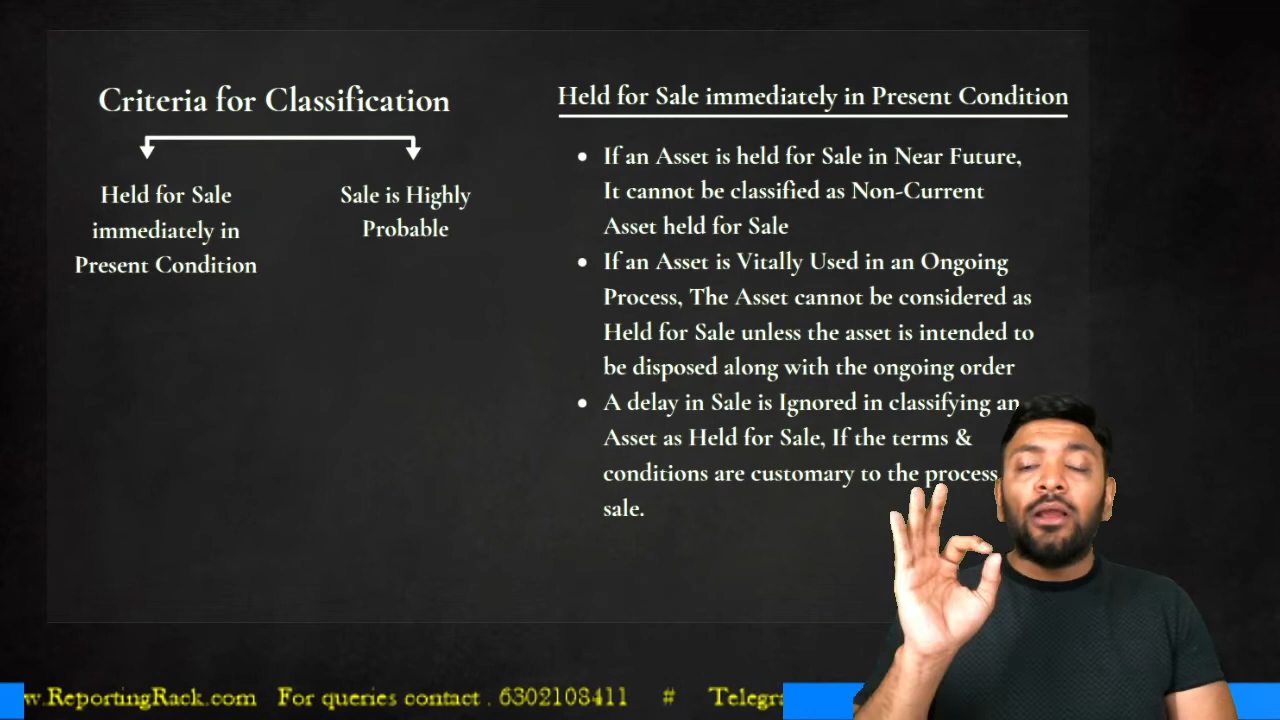 Criteria for Classification
Held for Sale
immediately in
Present Condition
Sale is Highly
Probable
Held for Sale immediately in Present Condition
• If an Asset is held for Sale in Near Future,
It cannot be classified as Non-Current
Asset held for Sale
• If an Asset is Vitally Used in an Ongoing
Process, The Asset cannot be considered as
Held for Sale unless the asset is intended to
be disposed along with the ongoing order
• A delay in Sale is Ignored in classifying an
Asset as Held for Sale, If the terms &
conditions are customary to the process
sale.
w.ReportingRack.com For queries contact . 6302108411 # Telegra